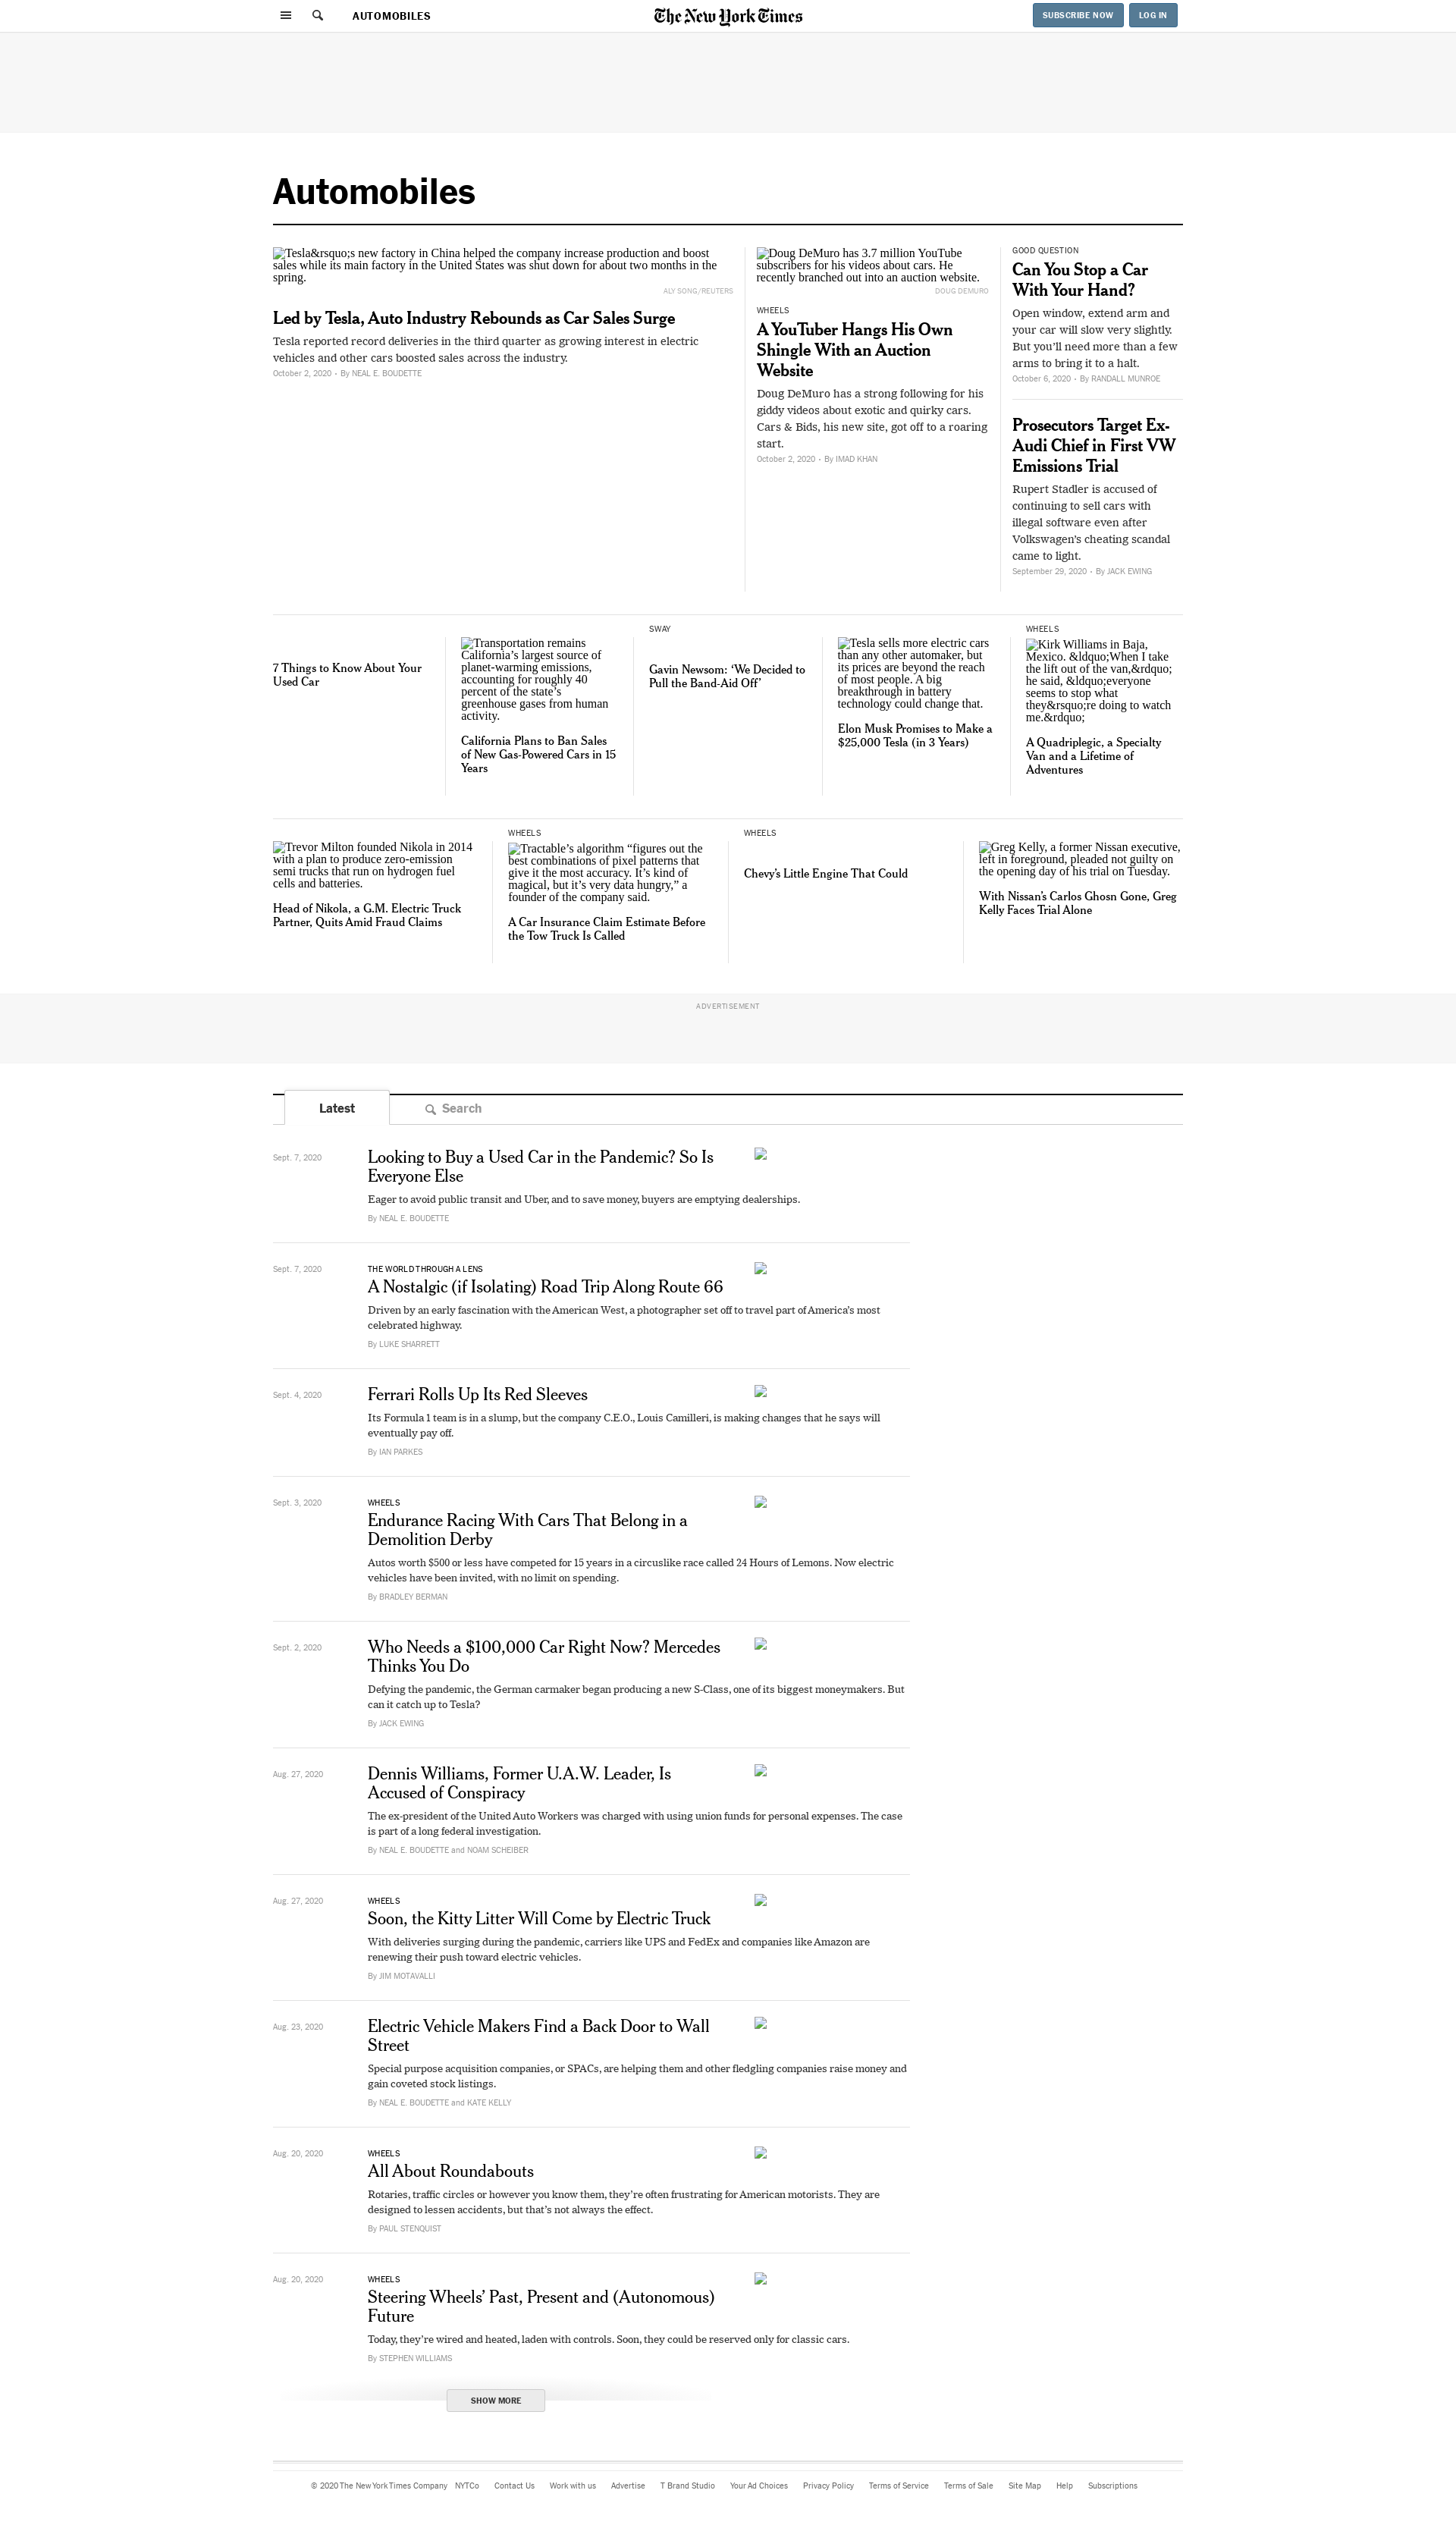 AUTOMOBILES
The New York Times
SUBSCRIBE NOW
LOG IN
Automobiles
Tesla&rsquo;s new factory in China helped the company increase production and boost
sales while its main factory in the United States was shut down for about two months in the
spring.
ALY SONG/REUTERS
Led by Tesla, Auto Industry Rebounds as Car Sales Surge
Tesla reported record deliveries in the third quarter as growing interest in electric
vehicles and other cars boosted sales across the industry.
October 2, 2020 • By NEAL E. BOUDETTE
Doug DeMuro has 3.7 million YouTube
subscribers for his videos about cars. He
recently branched out into an auction website.
DOUG DEMURO
WHEELS
A YouTuber Hangs His Own
Shingle With an Auction
Website
Doug DeMuro has a strong following for his
giddy videos about exotic and quirky cars.
Cars & Bids, his new site, got off to a roaring
start.
October 2, 2020 • By IMAD KHAN
GOOD QUESTION
Can You Stop a Car
With Your Hand?
Open window, extend arm and
your car will slow very slightly.
But you’ll need more than a few
arms to bring it to a halt.
October 6, 2020 • By RANDALL MUNROE
Prosecutors Target Ex-
Audi Chief in First VW
Emissions Trial
Rupert Stadler is accused of
continuing to sell cars with
illegal software even after
Volkswagen’s cheating scandal
came to light.
September 29, 2020 • By JACK EWING
7 Things to Know About Your
Used Car
Transportation remains
California’s largest source of
planet-warming emissions,
accounting for roughly 40
percent of the state’s
greenhouse gases from human
activity.
California Plans to Ban Sales
of New Gas-Powered Cars in 15
Years
SWAY
Gavin Newsom: ‘We Decided to
Pull the Band-Aid Off’
Tesla sells more electric cars
than any other automaker, but
its prices are beyond the reach
of most people. A big
breakthrough in battery
technology could change that.
Elon Musk Promises to Make a
$25,000 Tesla (in 3 Years)
WHEELS
Kirk Williams in Baja,
Mexico. &ldquo;When I take
the lift out of the van,&rdquo;
he said, &ldquo;everyone
seems to stop what
they&rsquo;re doing to watch
me.&rdquo;
A Quadriplegic, a Specialty
Van and a Lifetime of
Adventures
Trevor Milton founded Nikola in 2014
with a plan to produce zero-emission
semi trucks that run on hydrogen fuel
cells and batteries.
Head of Nikola, a G.M. Electric Truck
Partner, Quits Amid Fraud Claims
WHEELS
Tractable’s algorithm “figures out the
best combinations of pixel patterns that
give it the most accuracy. It’s kind of
magical, but it’s very data hungry,” a
founder of the company said.
A Car Insurance Claim Estimate Before
the Tow Truck Is Called
WHEELS
Chevy’s Little Engine That Could
Greg Kelly, a former Nissan executive,
left in foreground, pleaded not guilty on
the opening day of his trial on Tuesday.
With Nissan’s Carlos Ghosn Gone, Greg
Kelly Faces Trial Alone
ADVERTISEMENT
Latest
Search
Sept. 7, 2020
Looking to Buy a Used Car in the Pandemic? So Is
Everyone Else
Eager to avoid public transit and Uber, and to save money, buyers are emptying dealerships.
By NEAL E. BOUDETTE
Sept. 7, 2020
THE WORLD THROUGH A LENS
A Nostalgic (if Isolating) Road Trip Along Route 66
Driven by an early fascination with the American West, a photographer set off to travel part of America’s most
celebrated highway.
By LUKE SHARRETT
Sept. 4, 2020
Ferrari Rolls Up Its Red Sleeves
Its Formula 1 team is in a slump, but the company C.E.O., Louis Camilleri, is making changes that he says will
eventually pay off.
By IAN PARKES
Sept. 3, 2020
WHEELS
Endurance Racing With Cars That Belong in a
Demolition Derby
Autos worth $500 or less have competed for 15 years in a circuslike race called 24 Hours of Lemons. Now electric
vehicles have been invited, with no limit on spending.
By BRADLEY BERMAN
Sept. 2, 2020
Who Needs a $100,000 Car Right Now? Mercedes
Thinks You Do
Defying the pandemic, the German carmaker began producing a new S-Class, one of its biggest moneymakers. But
can it catch up to Tesla?
By JACK EWING
Aug. 27, 2020
Dennis Williams, Former U.A.W. Leader, Is
Accused of Conspiracy
The ex-president of the United Auto Workers was charged with using union funds for personal expenses. The case
is part of a long federal investigation.
By NEAL E. BOUDETTE and NOAM SCHEIBER
Aug. 27, 2020
WHEELS
Soon, the Kitty Litter Will Come by Electric Truck
With deliveries surging during the pandemic, carriers like UPS and FedEx and companies like Amazon are
renewing their push toward electric vehicles.
By JIM MOTAVALLI
Aug. 23, 2020
Electric Vehicle Makers Find a Back Door to Wall
Street
Special purpose acquisition companies, or SPACs, are helping them and other fledgling companies raise money and
gain coveted stock listings.
By NEAL E. BOUDETTE and KATE KELLY
Aug. 20, 2020
WHEELS
All About Roundabouts
Rotaries, traffic circles or however you know them, they’re often frustrating for American motorists. They are
designed to lessen accidents, but that’s not always the effect.
By PAUL STENQUIST
Aug. 20, 2020
WHEELS
Steering Wheels’ Past, Present and (Autonomous)
Future
Today, they’re wired and heated, laden with controls. Soon, they could be reserved only for classic cars.
By STEPHEN WILLIAMS
SHOW MORE
© 2020 The New York Times Company NYTCo Contact Us Work with us Advertise T Brand Studio Your Ad Choices Privacy Policy Terms of Service Terms of Sale Site Map Help Subscriptions